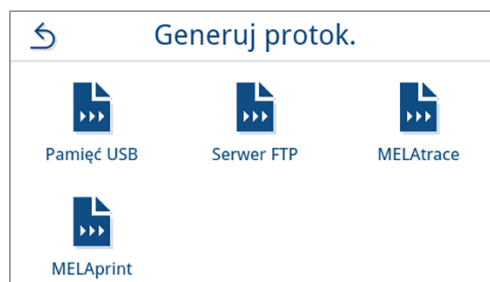 Generuj protok.
Pamięć USB
Serwer FTP
MELAtrace
MELAprint